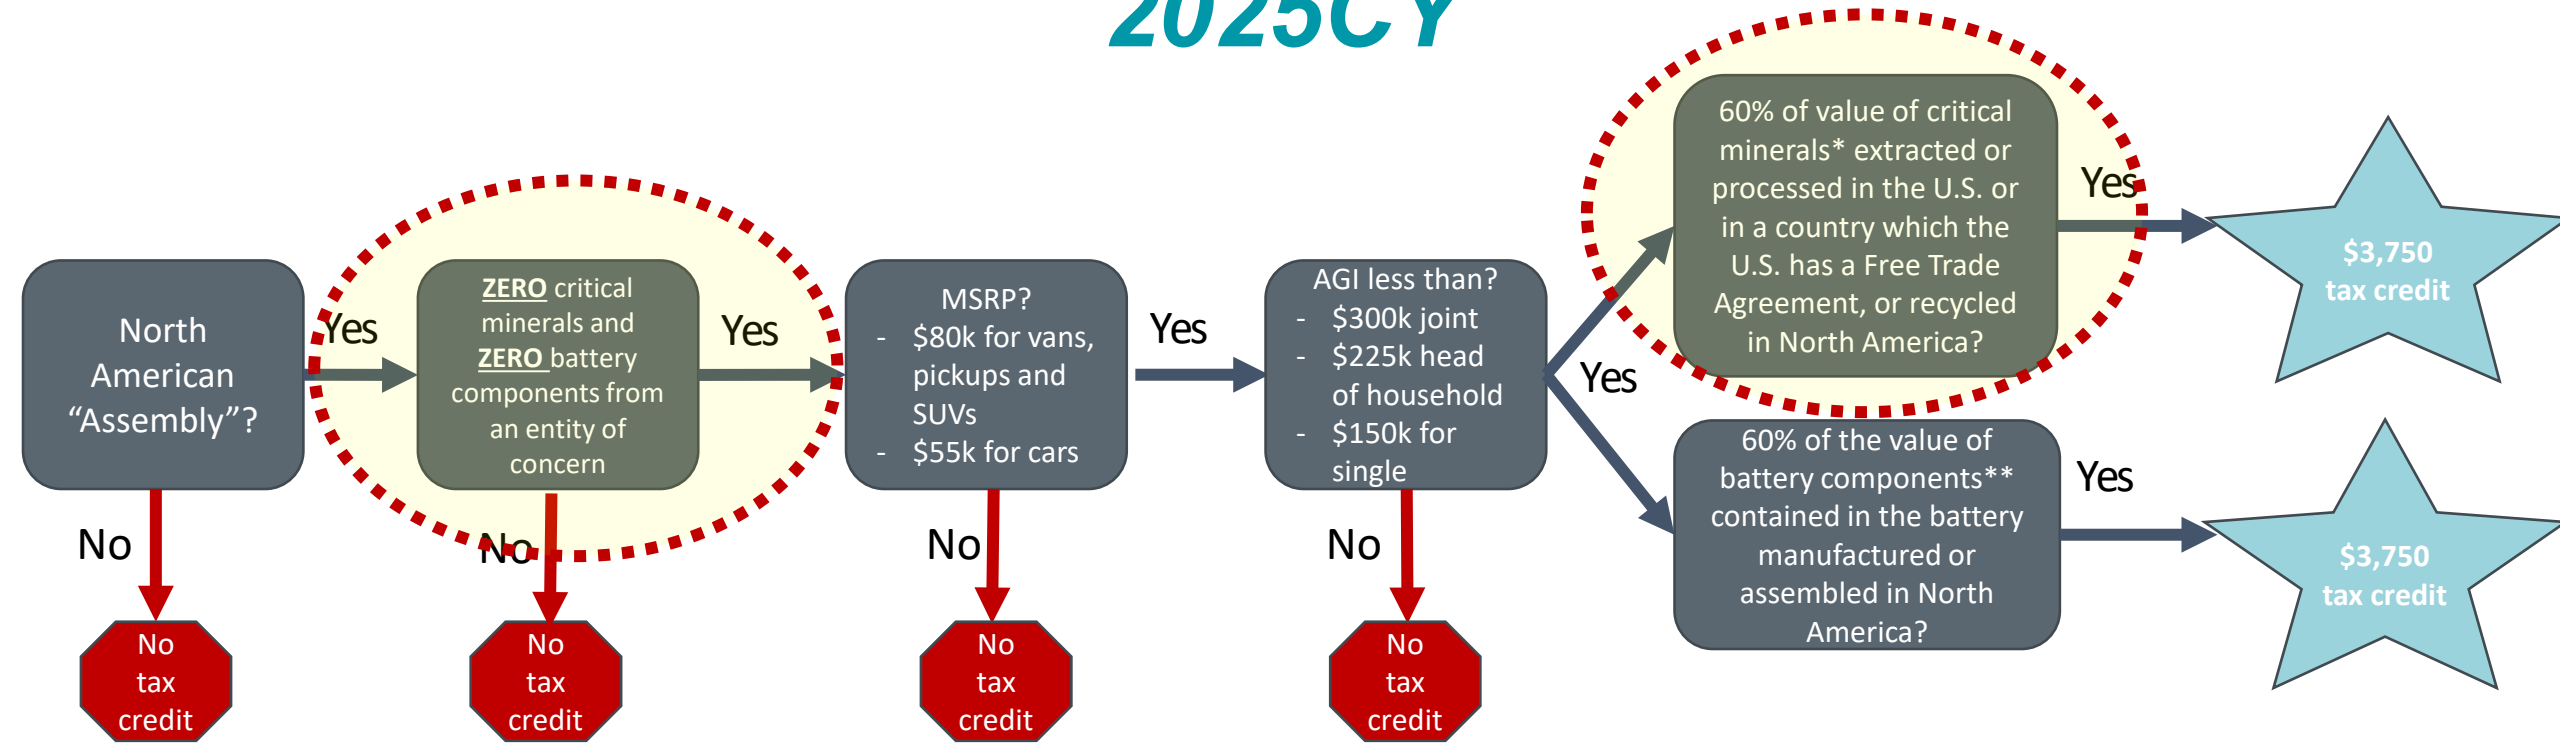 2025CY
North
American
“Assembly”?
Yes
No
No
tax
credit
ZERO critical
minerals and
ZERO battery
components from
an entity of
concern
Yes
No
No
tax
credit
MSRP?
- $80k for vans,
pickups and
SUVs
- $55k for cars
Yes
No
No
tax
credit
AGI less than?
- $300k joint
- $225k head
of household
- $150k for
single
Yes
No
No
tax
credit
60% of value of critical
minerals* extracted or
processed in the U.S. or
in a country which the
U.S. has a Free Trade
Agreement, or recycled
in North America?
Yes
$3,750
tax credit
60% of the value of
battery components**
contained in the battery
manufactured or
assembled in North
America?
Yes
$3,750
tax credit